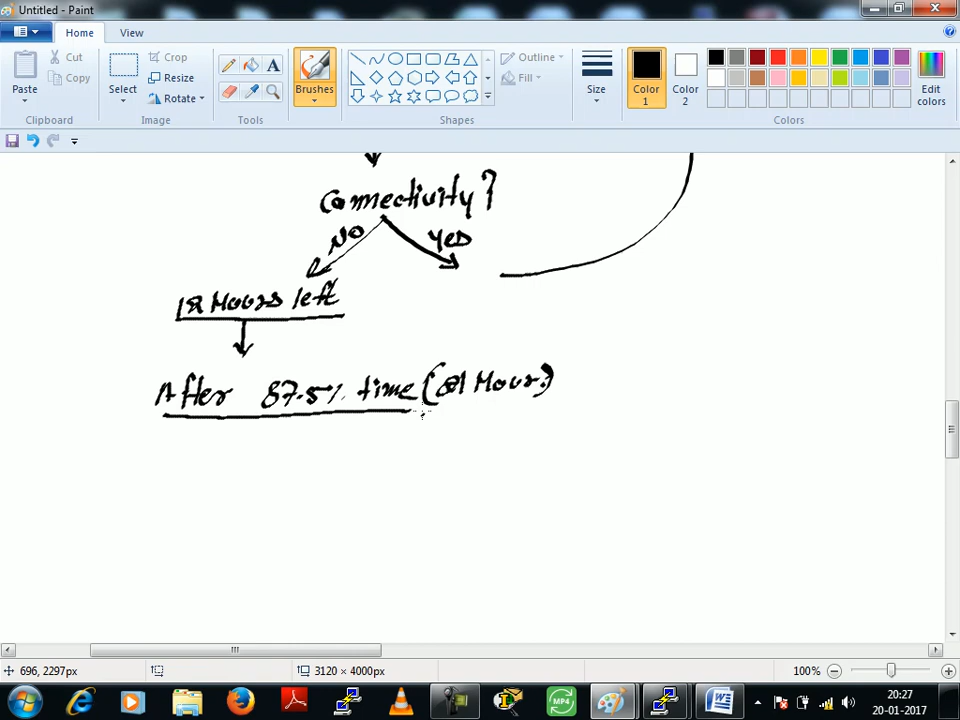 Untitled - Paint
Home View
Cut
Copy
Paste
Clipboard
Select
Crop
Resize
Rotate
Image
Tools
Brushes
Outline
Fill
Shapes
Size
Color 1
Color 2
Edit colors
Colors
Connectivity?
NO Yes
12 Hours left
After 87.5% time (21 Hour)
696, 2297px
3120 × 4000px
100%
MP4
20:27
20-01-2017